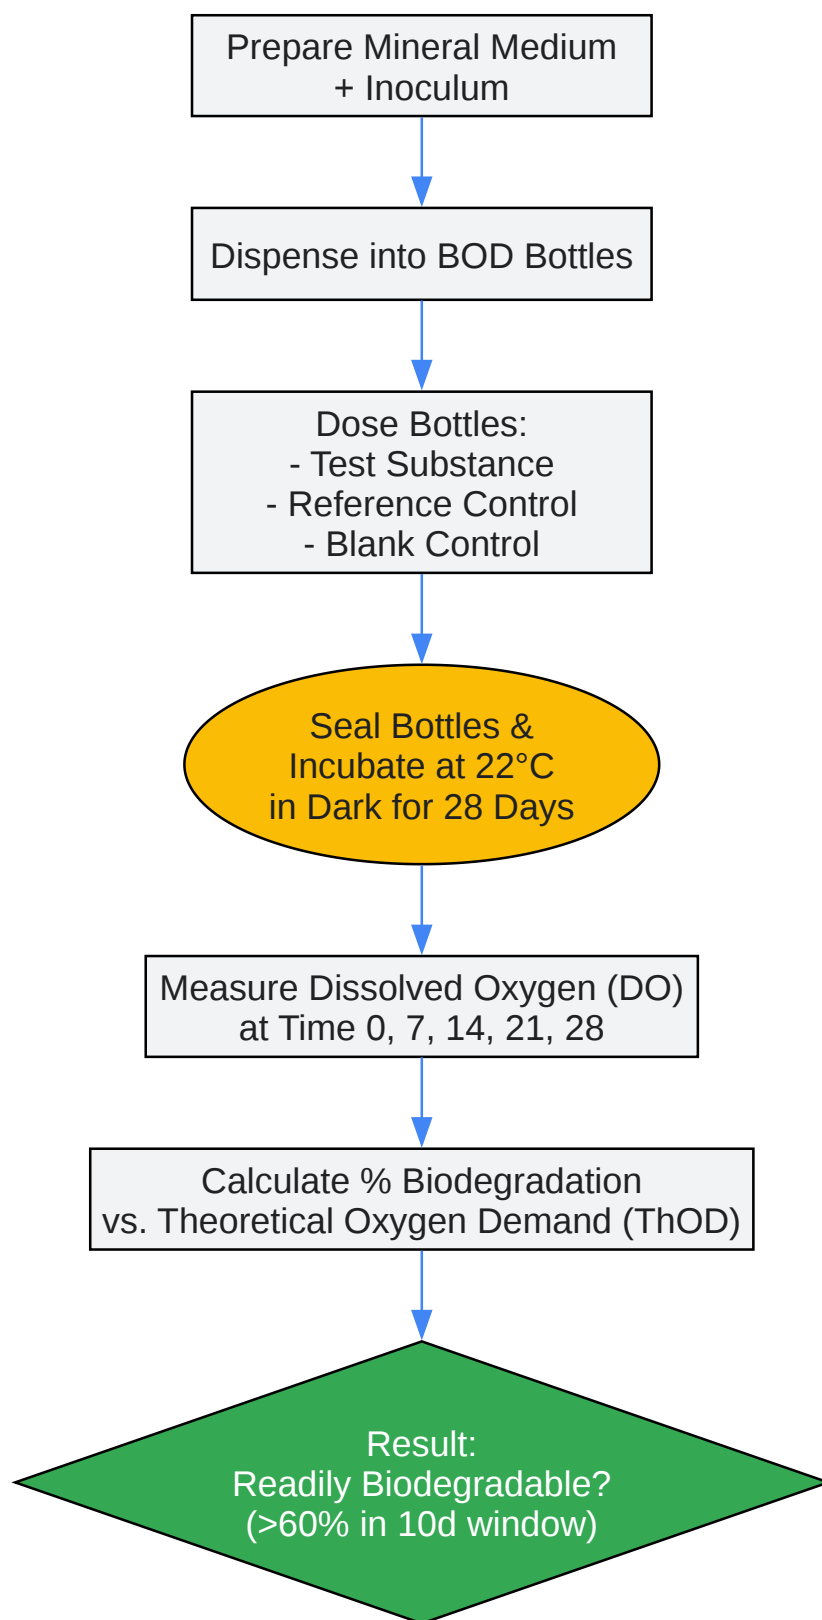 Prepare Mineral Medium
+ Inoculum
Dispense into BOD Bottles
Dose Bottles:
- Test Substance
- Reference Control
- Blank Control
Seal Bottles &
Incubate at 22°C
in Dark for 28 Days
Measure Dissolved Oxygen (DO)
at Time 0, 7, 14, 21, 28
Calculate % Biodegradation
vs. Theoretical Oxygen Demand (ThOD)
Result:
Readily Biodegradable?
(>60% in 10d window)